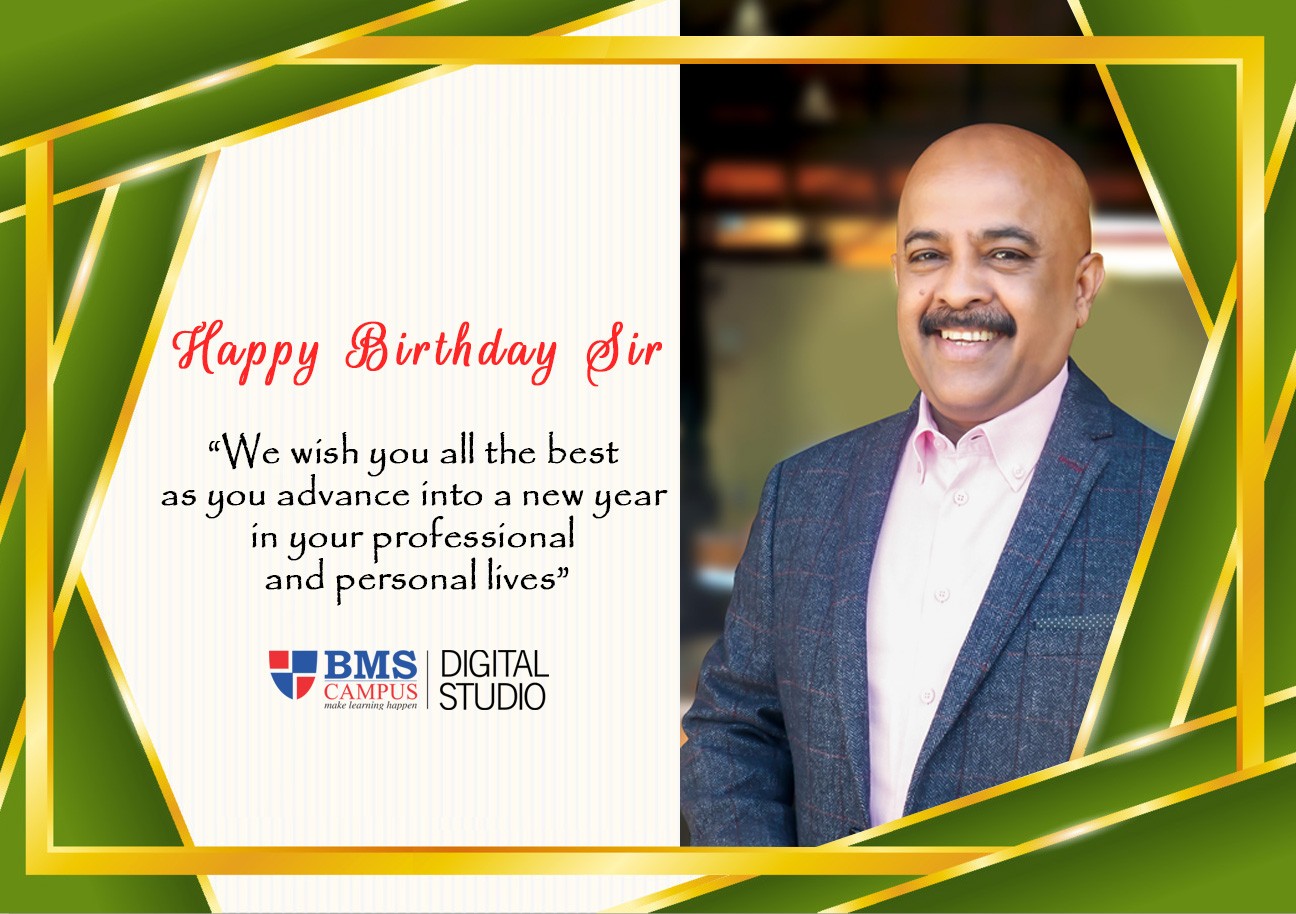 Happy Birthday Sir
“We wish you all the best
as you advance into a new year
in your professional
and personal lives”
BMS
CAMPUS
make learning happen
DIGITAL
STUDIO